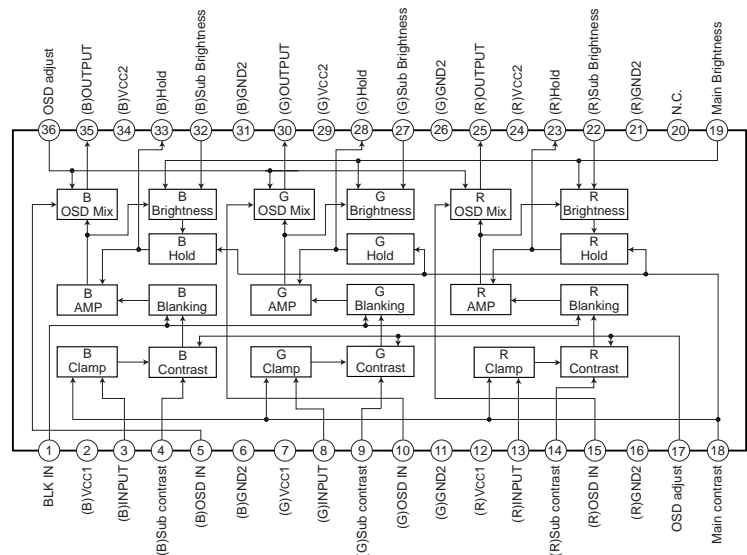 OSD adjust
(B)OUTPUT
(B)Vcc2
(B)Hold
(B)Sub Brightness
(B)GND2
(G)OUTPUT
(G)Vcc2
(G)Hold
(G)Sub Brightness
(G)GND2
(R)OUTPUT
(R)Vcc2
(R)Hold
(R)Sub Brightness
(R)GND2
N.C.
Main Brightness
36 35 34 33 32 31 30 29 28 27 26 25 24 23 22 21 20 19
B
OSD Mix
B
Brightness
G
OSD Mix
G
Brightness
R
OSD Mix
R
Brightness
B
Hold
G
Hold
R
Hold
B
AMP
B
Blanking
G
AMP
G
Blanking
R
AMP
R
Blanking
B
Clamp
B
Contrast
G
Clamp
G
Contrast
R
Clamp
R
Contrast
1 2 3 4 5 6 7 8 9 10 11 12 13 14 15 16 17 18
BLK IN
(B)Vcc1
(B)INPUT
(B)Sub contrast
(B)OSD IN
(B)GND2
(G)Vcc1
(G)INPUT
(G)Sub contrast
(G)OSD IN
(G)GND2
(R)Vcc1
(R)INPUT
(R)Sub contrast
(R)OSD IN
(R)GND2
OSD adjust
Main contrast